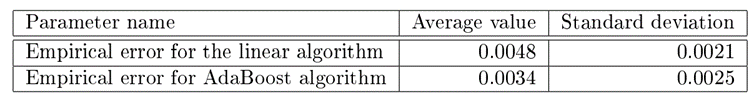 Parameter name Average value Standard deviation
Empirical error for the linear algorithm 0.0048 0.0021
Empirical error for AdaBoost algorithm 0.0034 0.0025